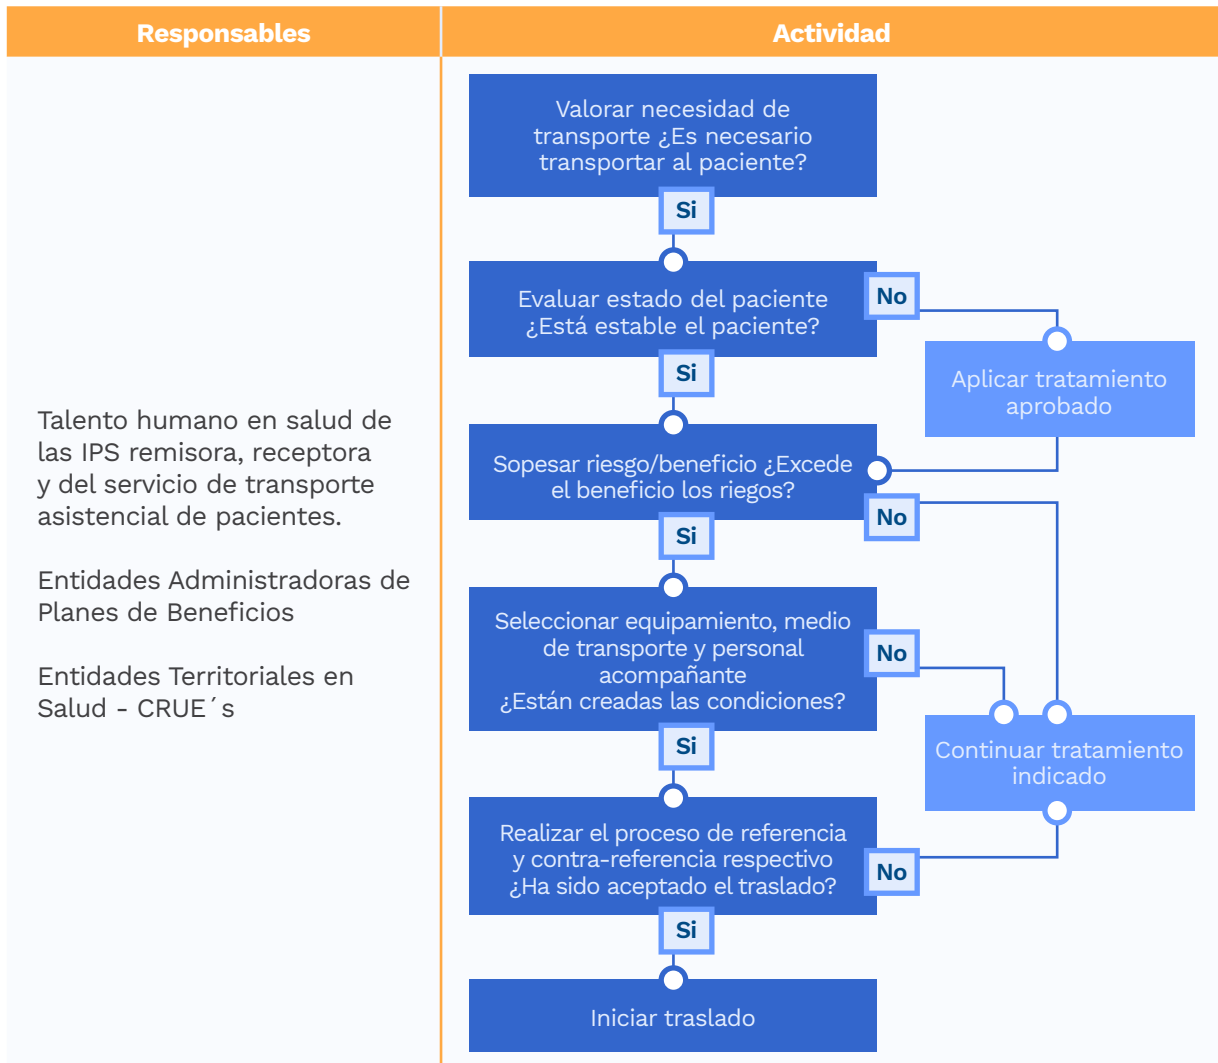 Responsables
Actividad
Talento humano en salud de
las IPS remisora, receptora
y del servicio de transporte
asistencial de pacientes.
Entidades Administradoras de
Planes de Beneficios
Entidades Territoriales en
Salud - CRUE´s
Valorar necesidad de
transporte ¿Es necesario
transportar al paciente?
Si
Evaluar estado del paciente
¿Está estable el paciente?
No
Si
Aplicar tratamiento
aprobado
Sopesar riesgo/beneficio ¿Excede
el beneficio los riegos?
No
Si
Seleccionar equipamiento, medio
de transporte y personal
acompañante
¿Están creadas las condiciones?
No
Si
Continuar tratamiento
indicado
Realizar el proceso de referencia
y contra-referencia respectivo
¿Ha sido aceptado el traslado?
No
Si
Iniciar traslado